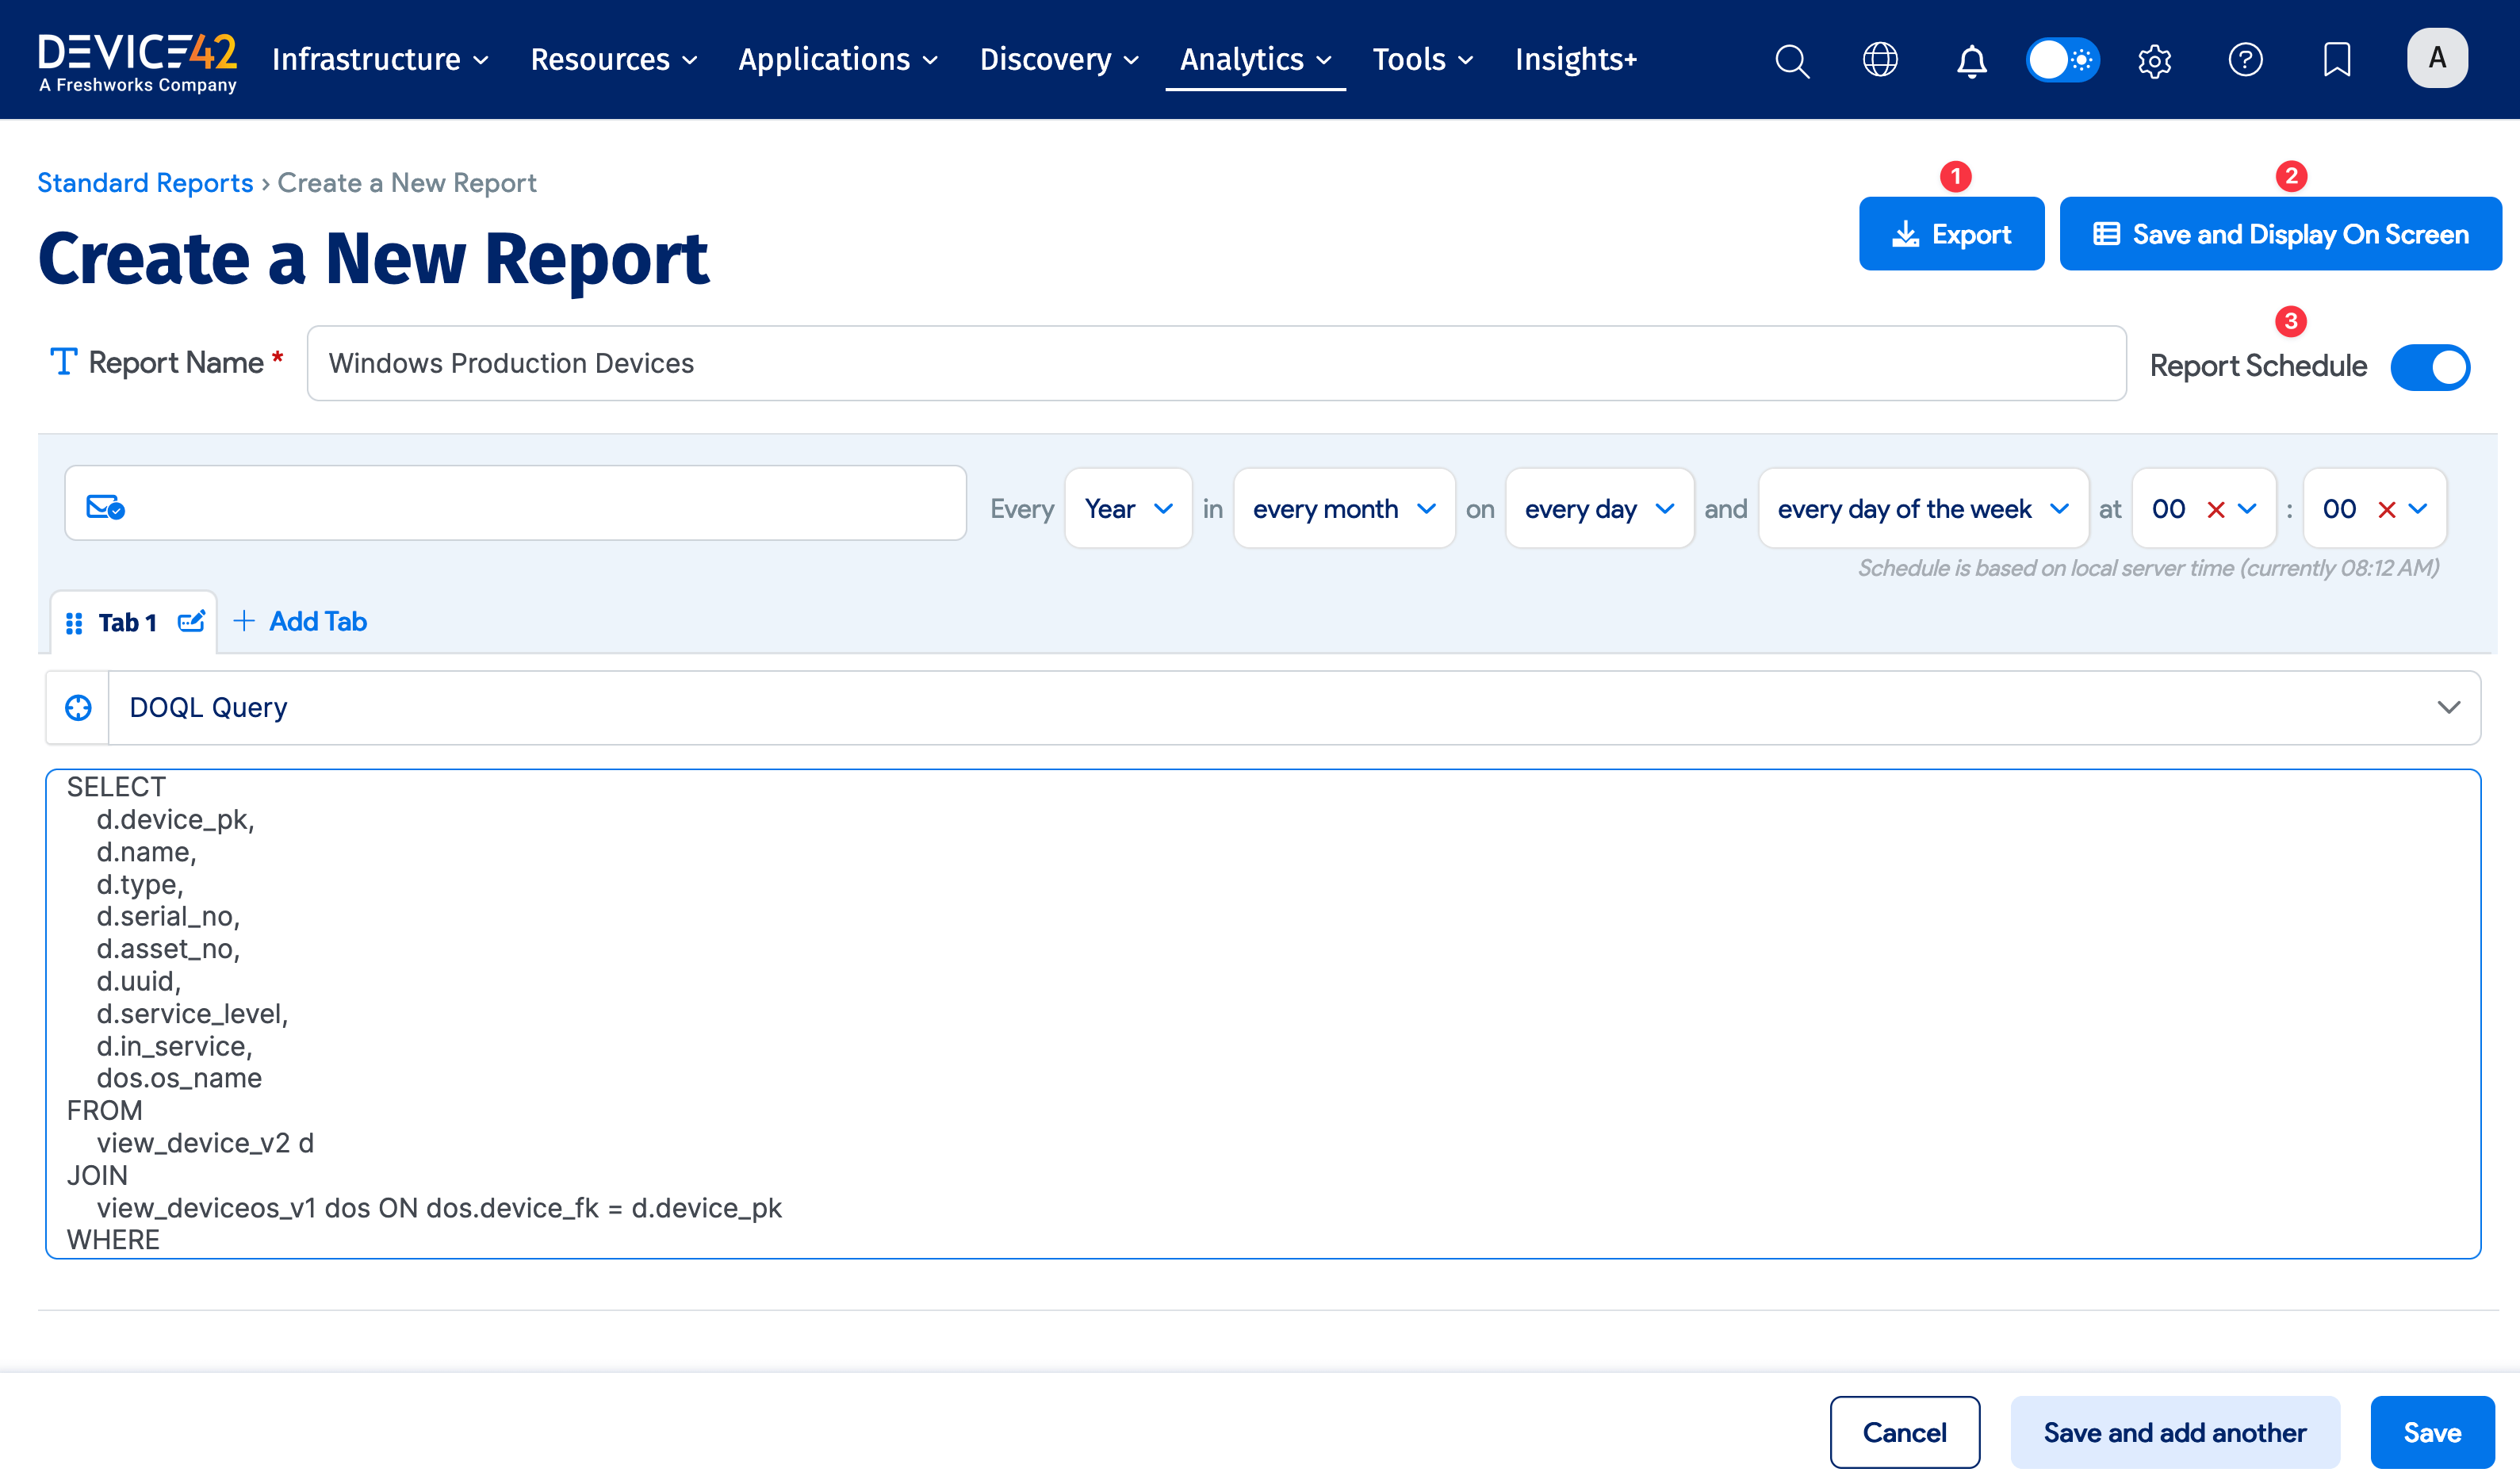 DEVICE42
A Freshworks Company
Infrastructure Resources Applications Discovery Analytics Tools Insights+ A
Standard Reports › Create a New Report
1 2
Create a New Report
Export Save and Display On Screen
3
Report Name * Windows Production Devices Report Schedule
Every Year in every month on every day and every day of the week at 00 : 00
Schedule is based on local server time (currently 08:12 AM)
Tab 1 + Add Tab
DOQL Query
SELECT
d.device_pk,
d.name,
d.type,
d.serial_no,
d.asset_no,
d.uuid,
d.service_level,
d.in_service,
dos.os_name
FROM
view_device_v2 d
JOIN
view_deviceos_v1 dos ON dos.device_fk = d.device_pk
WHERE
Cancel Save and add another Save